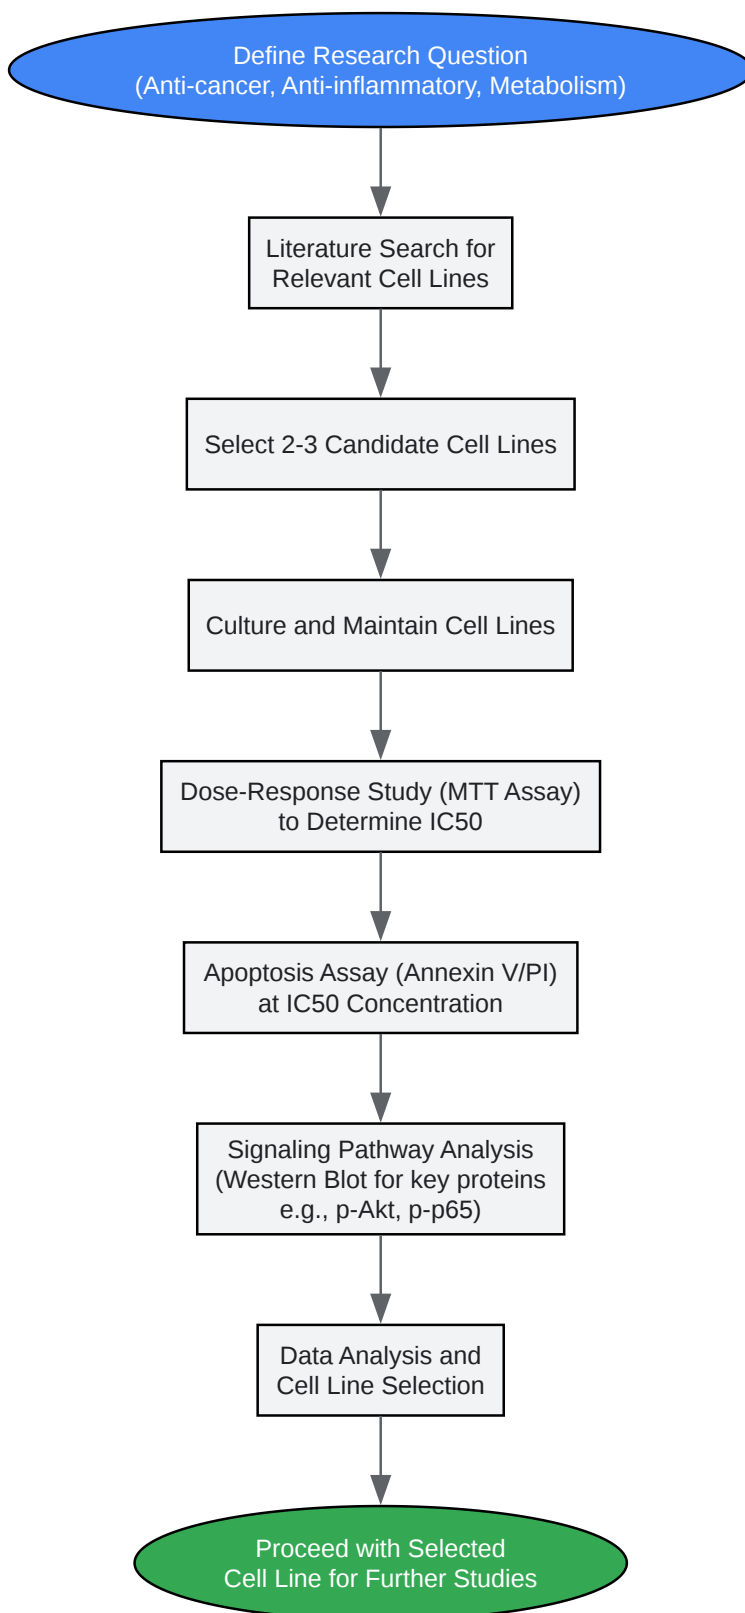 Define Research Question
(Anti-cancer, Anti-inflammatory, Metabolism)
Literature Search for
Relevant Cell Lines
Select 2-3 Candidate Cell Lines
Culture and Maintain Cell Lines
Dose-Response Study (MTT Assay)
to Determine IC50
Apoptosis Assay (Annexin V/PI)
at IC50 Concentration
Signaling Pathway Analysis
(Western Blot for key proteins
e.g., p-Akt, p-p65)
Data Analysis and
Cell Line Selection
Proceed with Selected
Cell Line for Further Studies